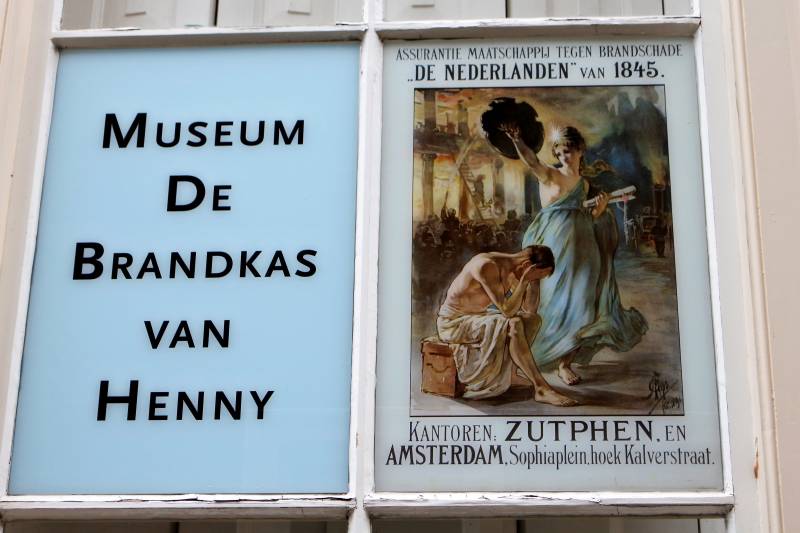 MUSEUM
DE
BRANDKAS
VAN
HENNY
ASSURANTIE MAATSCHAPPIJ TEGEN BRANDSCHADE
„DE NEDERLANDEN" VAN 1845.
KANTOREN: ZUTPHEN, EN
AMSTERDAM, Sophiaplein, hoek Kalverstraat.